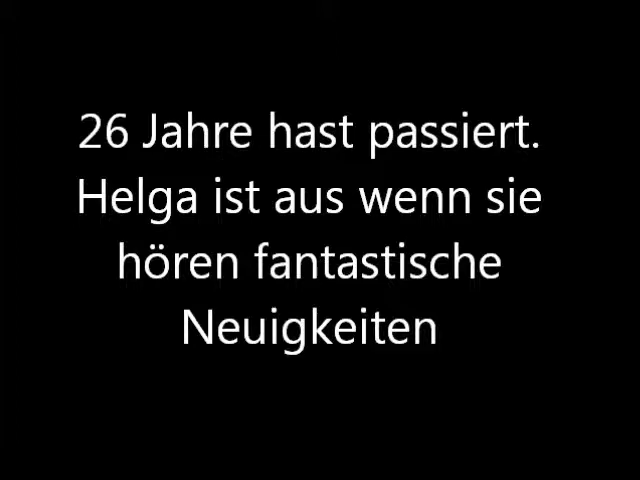 26 Jahre hast passiert.
Helga ist aus wenn sie
hören fantastische
Neuigkeiten